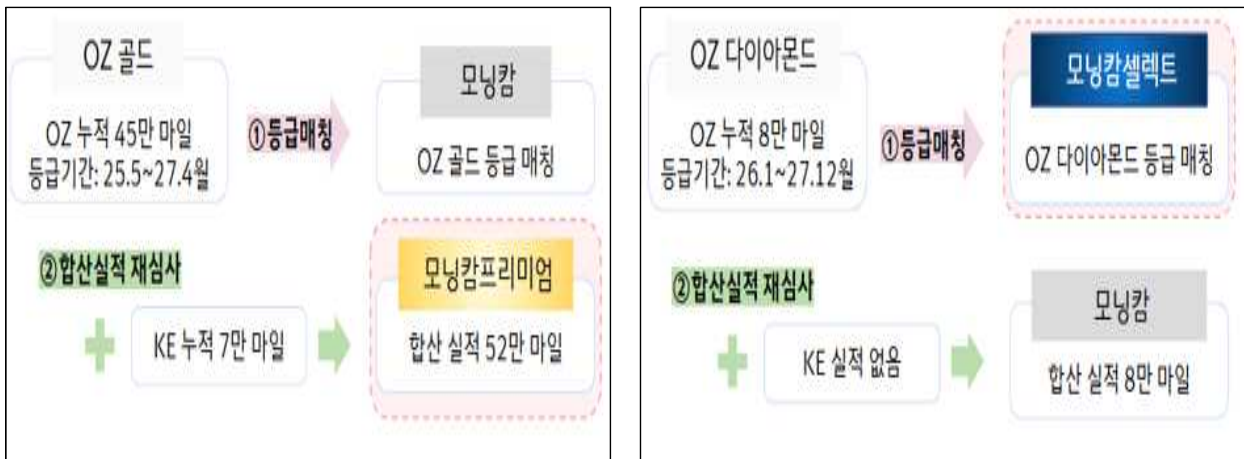 OZ 골드
OZ 누적 45만 마일
등급기간: 25.5~27.4월
①등급매칭
모닝캄
OZ 골드 등급 매칭
②합산실적 재심사
KE 누적 7만 마일
모닝캄프리미엄
합산 실적 52만 마일
OZ 다이아몬드
OZ 누적 8만 마일
등급기간: 26.1~27.12월
①등급매칭
모닝캄셀렉트
OZ 다이아몬드 등급 매칭
②합산실적 재심사
KE 실적 없음
모닝캄
합산 실적 8만 마일